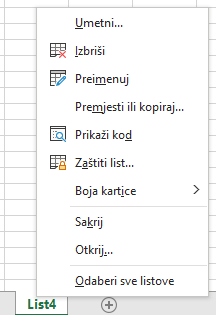 Umetni...
Izbriši
Preimenuj
Premjesti ili kopiraj...
Prikaži kod
Zaštiti list...
Boja kartice
Sakrij
Otkrij...
Odaberi sve listove
List4